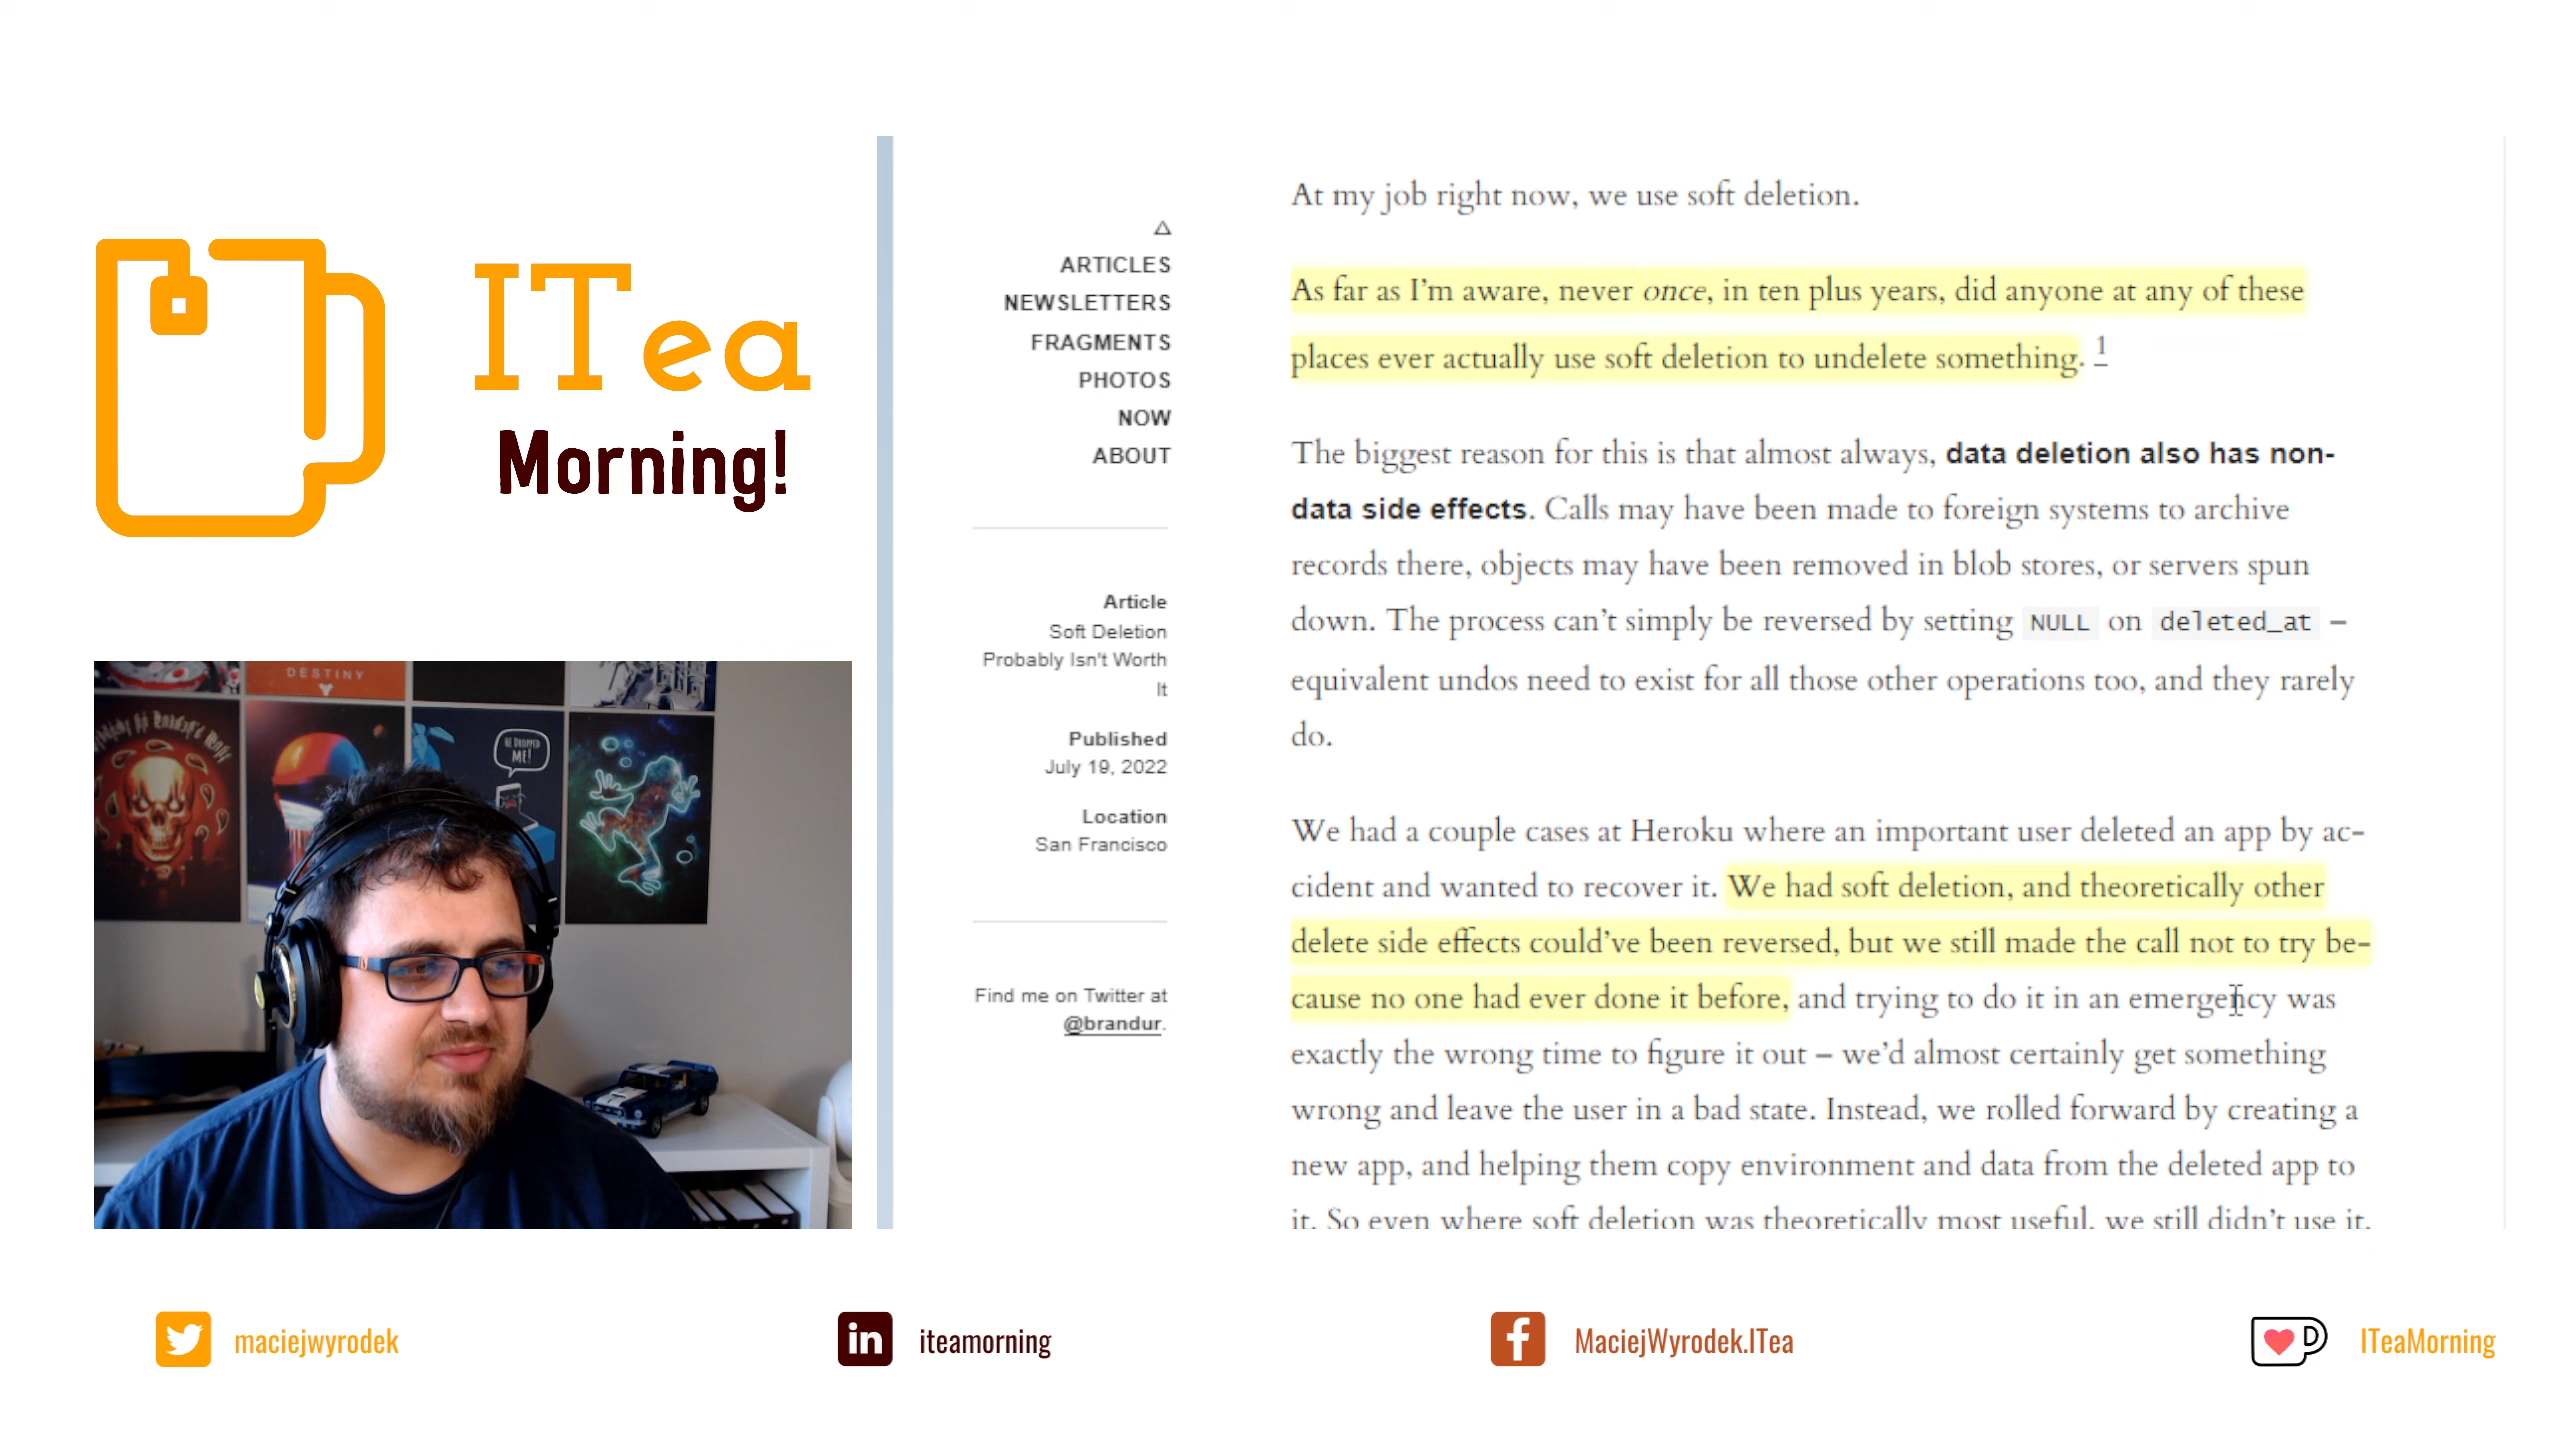 ITea
Morning!
DESTINY
HE DROPPED
ME!
△
ARTICLES
NEWSLETTERS
FRAGMENTS
PHOTOS
NOW
ABOUT
Article
Soft Deletion
Probably Isn't Worth
It
Published
July 19, 2022
Location
San Francisco
Find me on Twitter at
@brandur.
At my job right now, we use soft deletion.
As far as I'm aware, never once, in ten plus years, did anyone at any of these
places ever actually use soft deletion to undelete something. 1
The biggest reason for this is that almost always, data deletion also has non-
data side effects. Calls may have been made to foreign systems to archive
records there, objects may have been removed in blob stores, or servers spun
down. The process can't simply be reversed by setting NULL on deleted_at –
equivalent undos need to exist for all those other operations too, and they rarely
do.
We had a couple cases at Heroku where an important user deleted an app by ac-
cident and wanted to recover it. We had soft deletion, and theoretically other
delete side effects could've been reversed, but we still made the call not to try be-
cause no one had ever done it before, and trying to do it in an emergency was
exactly the wrong time to figure it out – we'd almost certainly get something
wrong and leave the user in a bad state. Instead, we rolled forward by creating a
new app, and helping them copy environment and data from the deleted app to
it. So even where soft deletion was theoretically most useful, we still didn't use it.
maciejwyrodek
in iteamorning
f MaciejWyrodek.ITea
ITeaMorning